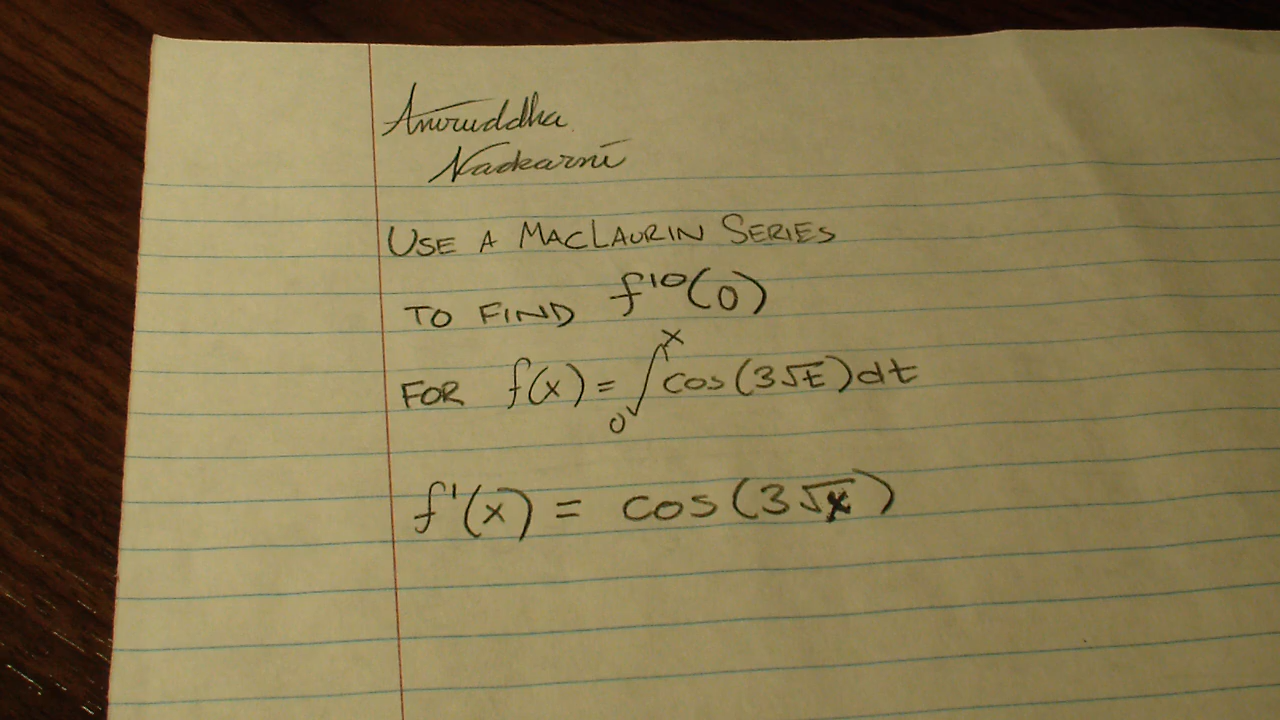 Aniruddha
Nadkarni
USE A MACLAURIN SERIES
TO FIND f¹⁰(0)
FOR f(x) = ∫₀ˣ cos(3√t)dt
f'(x) = cos(3√x)